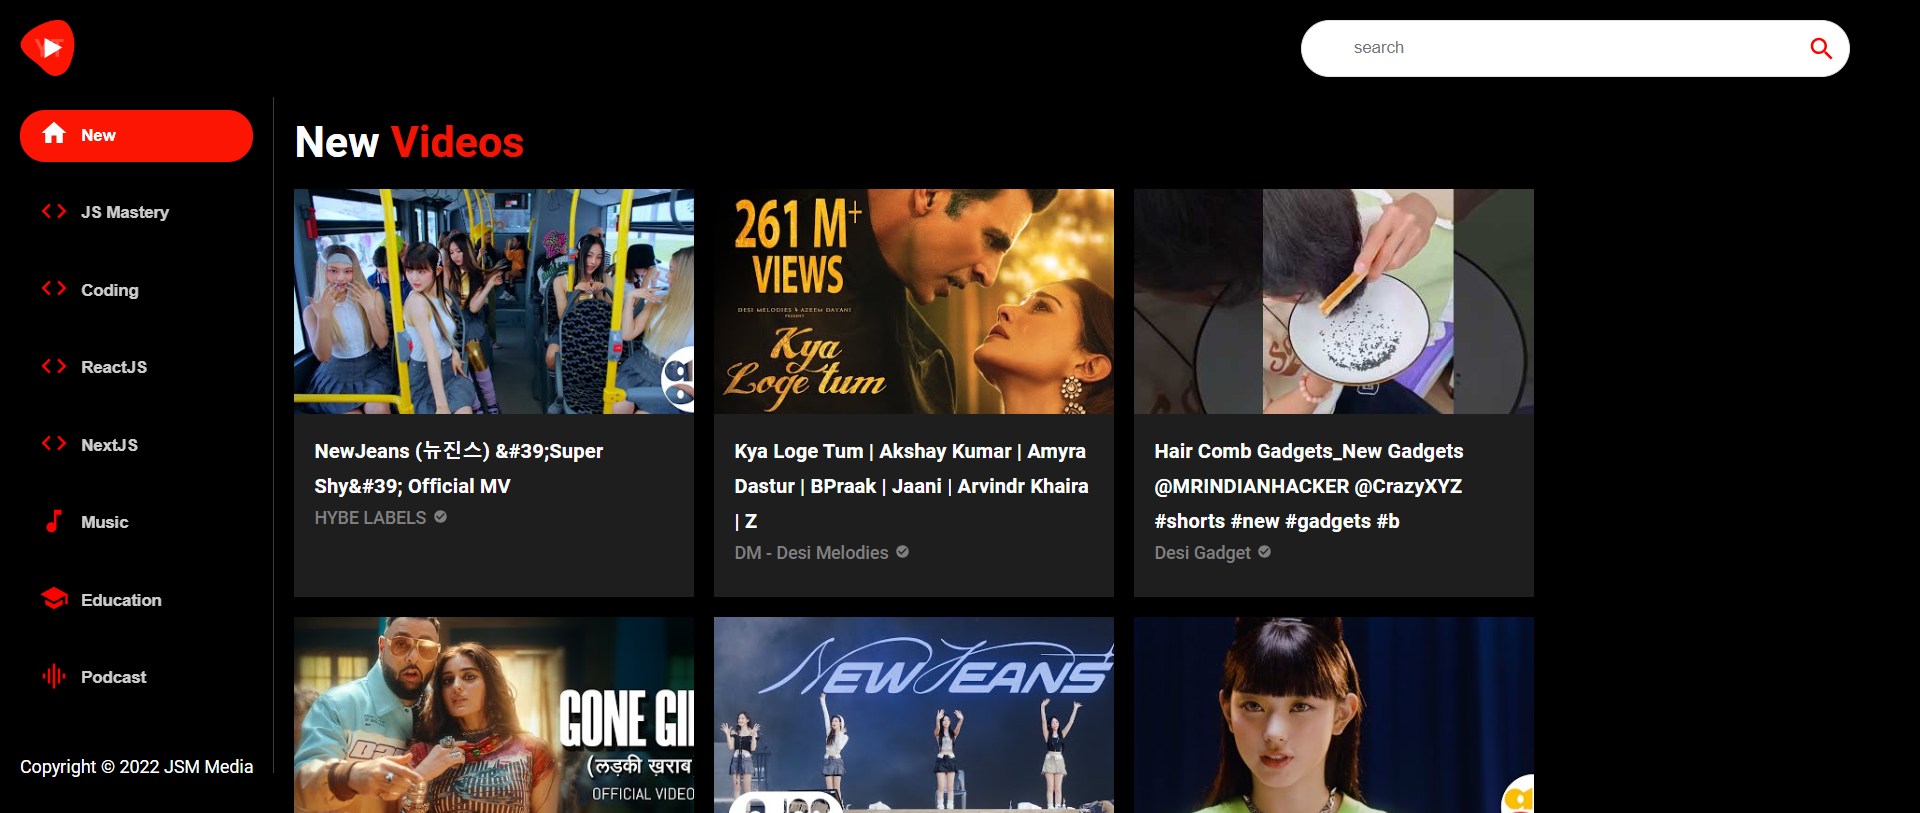 YT
search
New
JS Mastery
Coding
ReactJS
NextJS
Music
Education
Podcast
Copyright © 2022 JSM Media
New Videos
261 M+
VIEWS
DESI MELODIES & AZEEM DAYANI
PRESENT
Kya
Loge tum
NewJeans (뉴진스) &#39;Super
Shy&#39; Official MV
HYBE LABELS
Kya Loge Tum | Akshay Kumar | Amyra
Dastur | BPraak | Jaani | Arvindr Khaira
| Z
DM - Desi Melodies
Hair Comb Gadgets_New Gadgets
@MRINDIANHACKER @CrazyXYZ
#shorts #new #gadgets #b
Desi Gadget
GONE GI
(लड़की ख़राब
OFFICIAL VIDEO
NEWJEANS